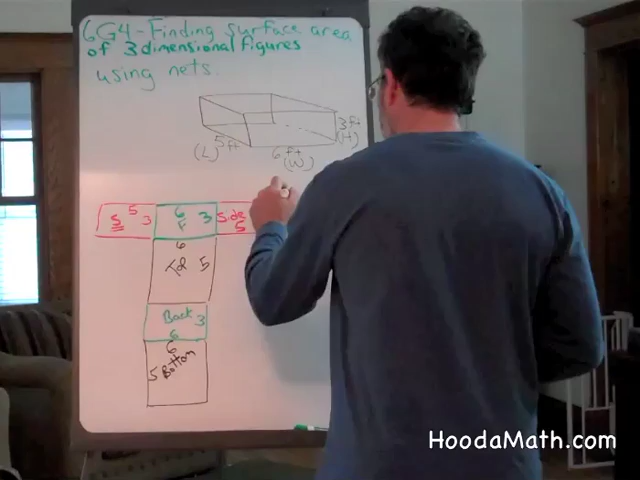 6G4-Finding surface area
of 3 dimensional figures
using nets.
3 ft
(H)
5 ft
(L)
6 ft
(W)
S 5 3
6 F 3
Side 5
6
Top 5
Back 3
6
6
5 Bottom
HoodaMath.com